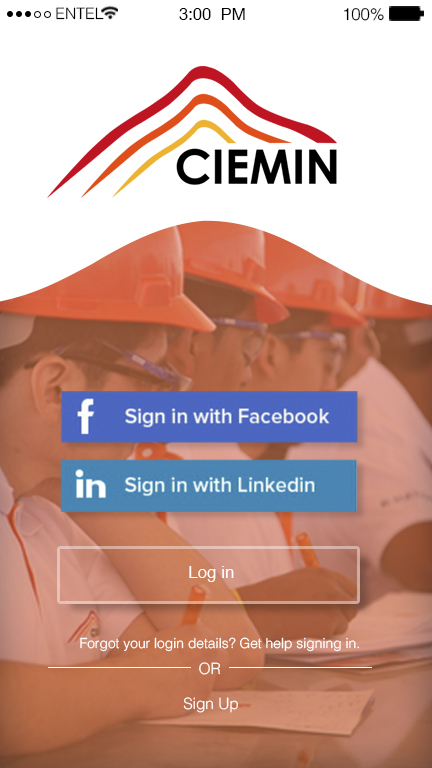 ENTEL
3:00 PM
100%
CIEMIN
f Sign in with Facebook
in Sign in with Linkedin
Log in
Forgot your login details? Get help signing in.
OR
Sign Up